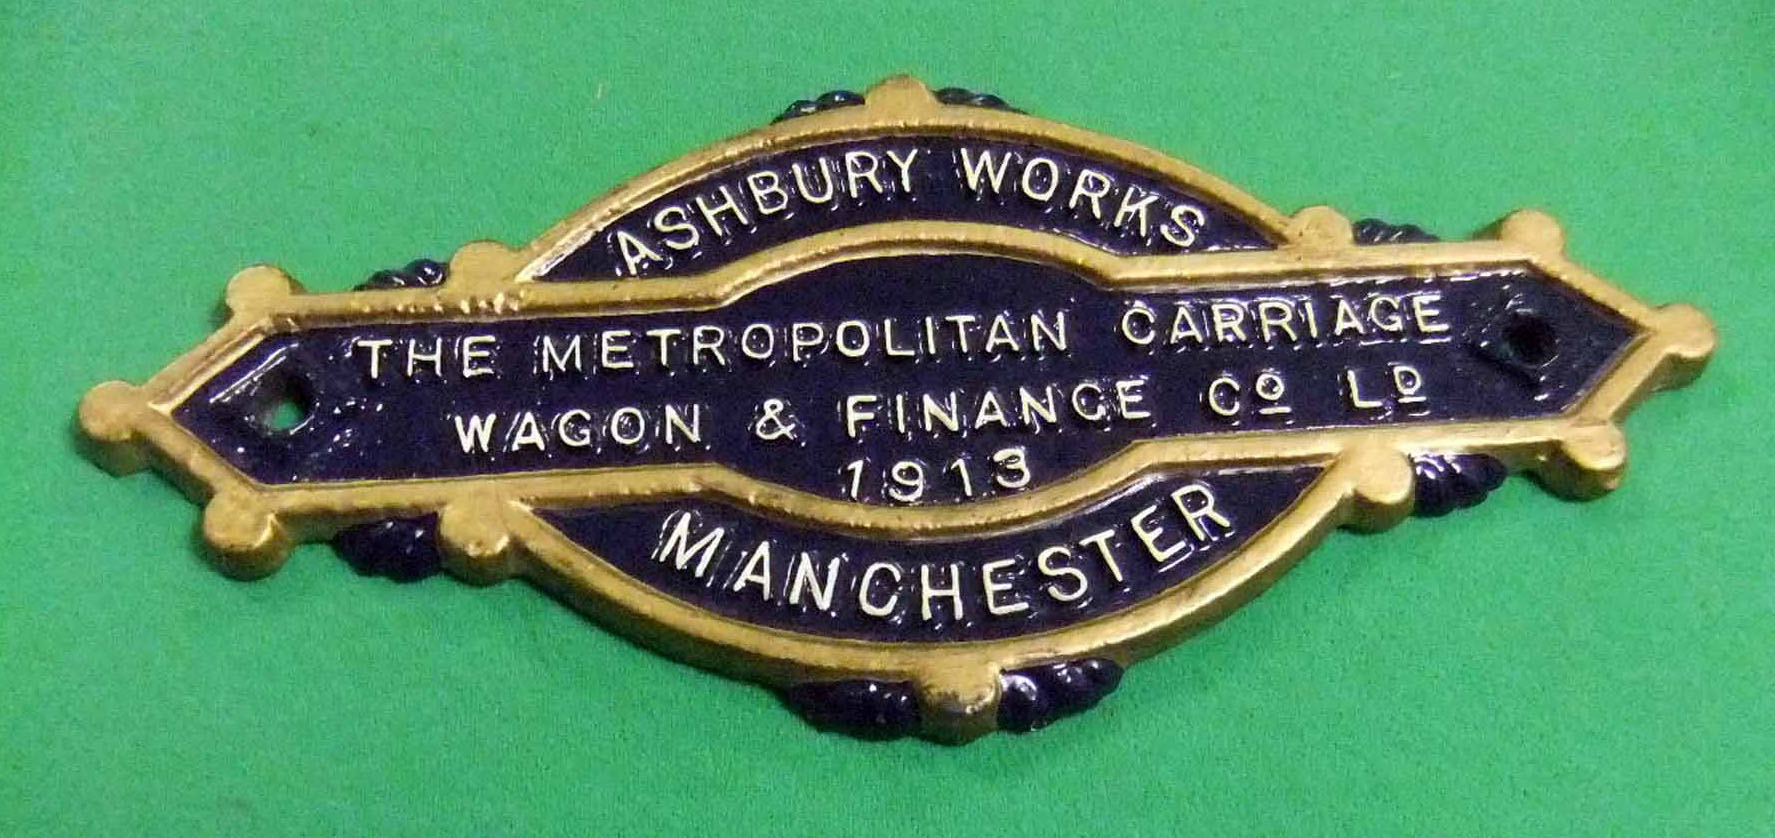 ASHBURY WORKS
THE METROPOLITAN CARRIAGE
WAGON & FINANCE Cº LD
1913
MANCHESTER